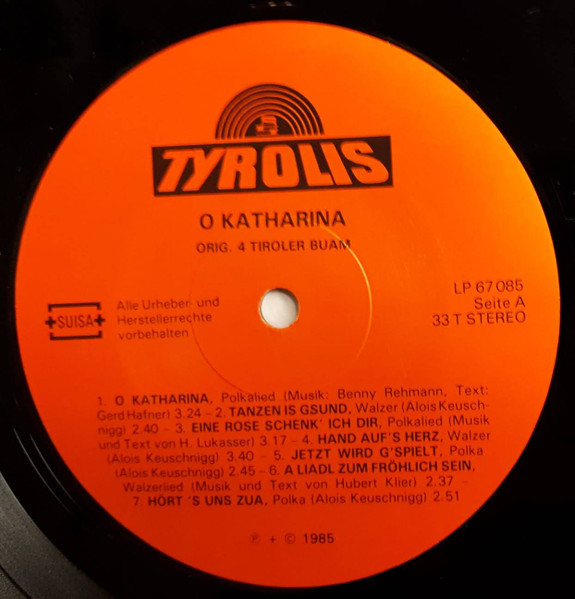 TYROLIS
O KATHARINA
ORIG. 4 TIROLER BUAM
LP 67 085
Seite A
33 T STEREO
+SUISA+
Alle Urheber- und
Herstellerrechte
vorbehalten
1. O KATHARINA, Polkalied (Musik: Benny Rehmann, Text:
Gerd Hafner) 3.24 – 2. TANZEN IS GSUND, Walzer (Alois Keusch-
nigg) 2.40 – 3. EINE ROSE SCHENK' ICH DIR, Polkalied (Musik
und Text von H. Lukasser) 3.17 – 4. HAND AUF'S HERZ, Walzer
(Alois Keuschnigg) 3.40 – 5. JETZT WIRD G'SPIELT, Polka
(Alois Keuschnigg) 2.45 – 6. A LIADL ZUM FRÖHLICH SEIN,
Walzerlied (Musik und Text von Hubert Klier) 2.37 –
7. HÖRT 'S UNS ZUA, Polka (Alois Keuschnigg) 2.51
℗ + © 1985